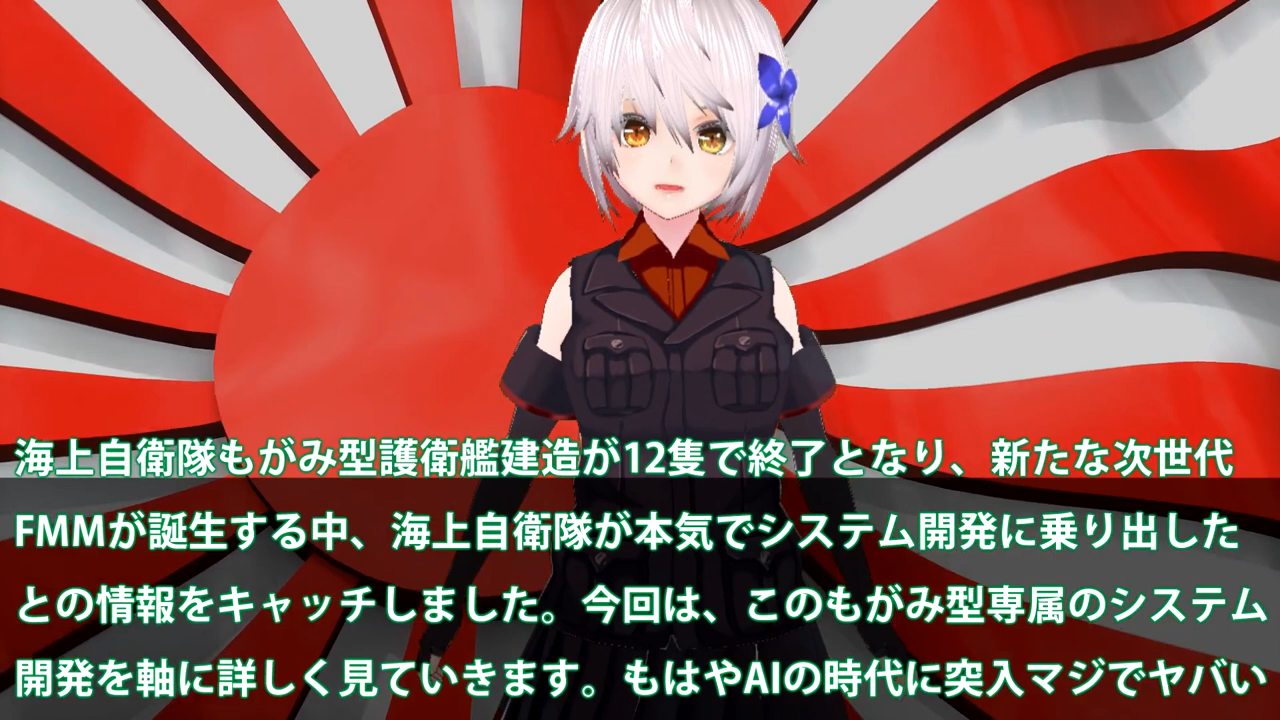 海上自衛隊もがみ型護衛艦建造が12隻で終了となり、新たな次世代
FMMが誕生する中、海上自衛隊が本気でシステム開発に乗り出した
との情報をキャッチしました。今回は、このもがみ型専属のシステム
開発を軸に詳しく見ていきます。もはやAIの時代に突入マジでヤバい